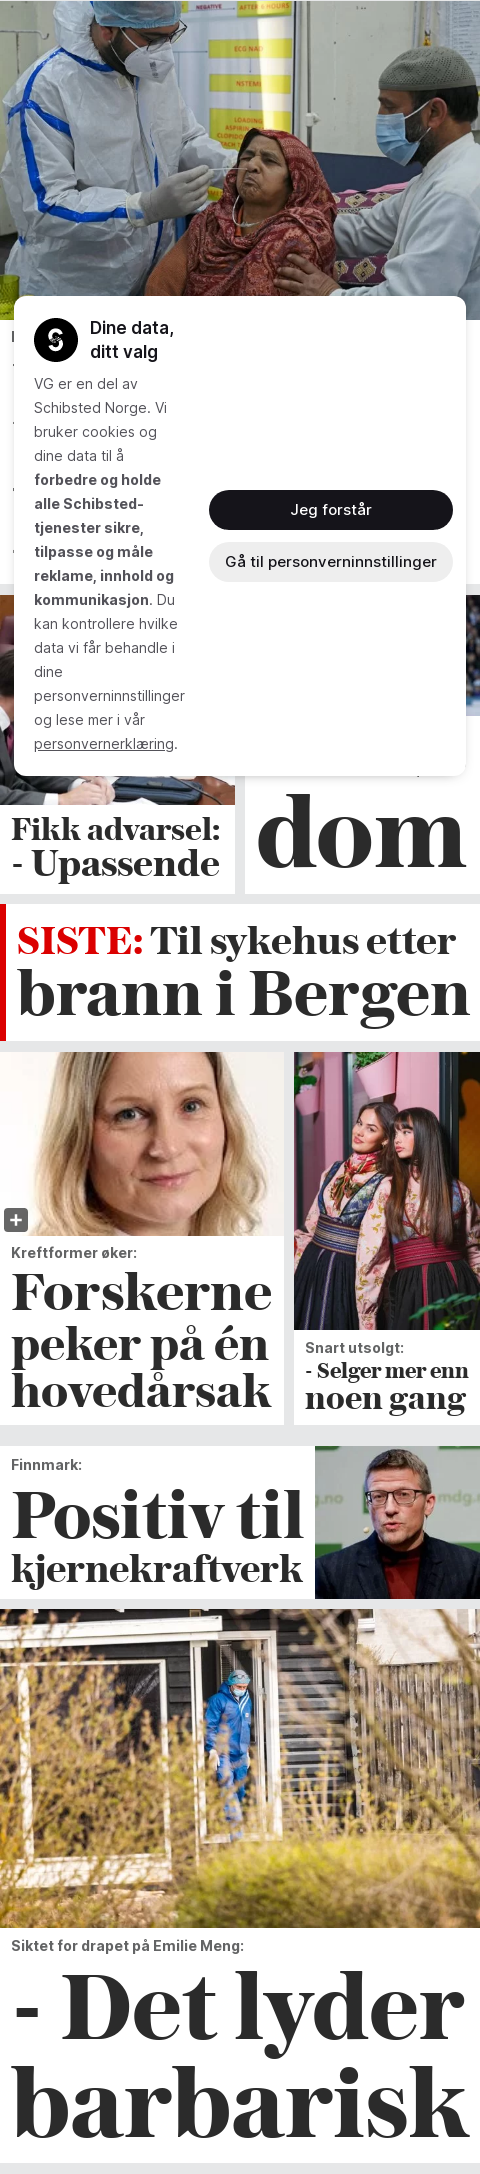 NEGATIVE
AFTER 6 HOURS
ECG NAD
NSTEMI
LOADING
ASPIRIN
Dine data,
ditt valg
VG er en del av
Schibsted Norge. Vi
bruker cookies og
dine data til å
forbedre og holde
alle Schibsted-
tjenester sikre,
tilpasse og måle
reklame, innhold og
kommunikasjon. Du
kan kontrollere hvilke
data vi får behandle i
dine
personverninnstillinger
og lese mer i vår
personvernerklæring.
Jeg forstår
Gå til personverninnstillinger
Fikk advarsel:
- Upassende
dom
SISTE: Til sykehus etter
brann i Bergen
Kreftformer øker:
Forskerne
peker på én
hovedårsak
Snart utsolgt:
- Selger mer enn
noen gang
Finnmark:
Positiv til
kjernekraftverk
mdg.no
Siktet for drapet på Emilie Meng:
- Det lyder
barbarisk